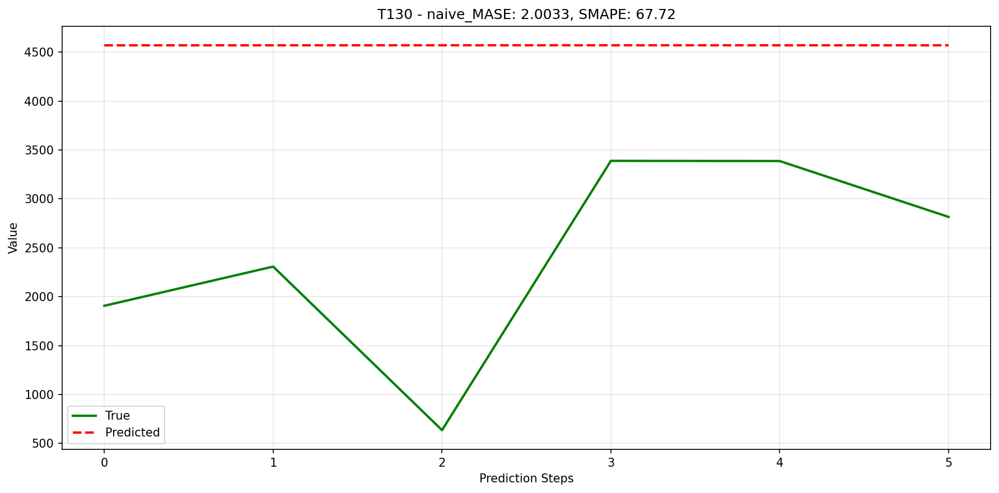 T130 - naive_MASE: 2.0033, SMAPE: 67.72
Value
4500
4000
3500
3000
2500
2000
1500
1000
500
True
Predicted
0 1 2 3 4 5
Prediction Steps